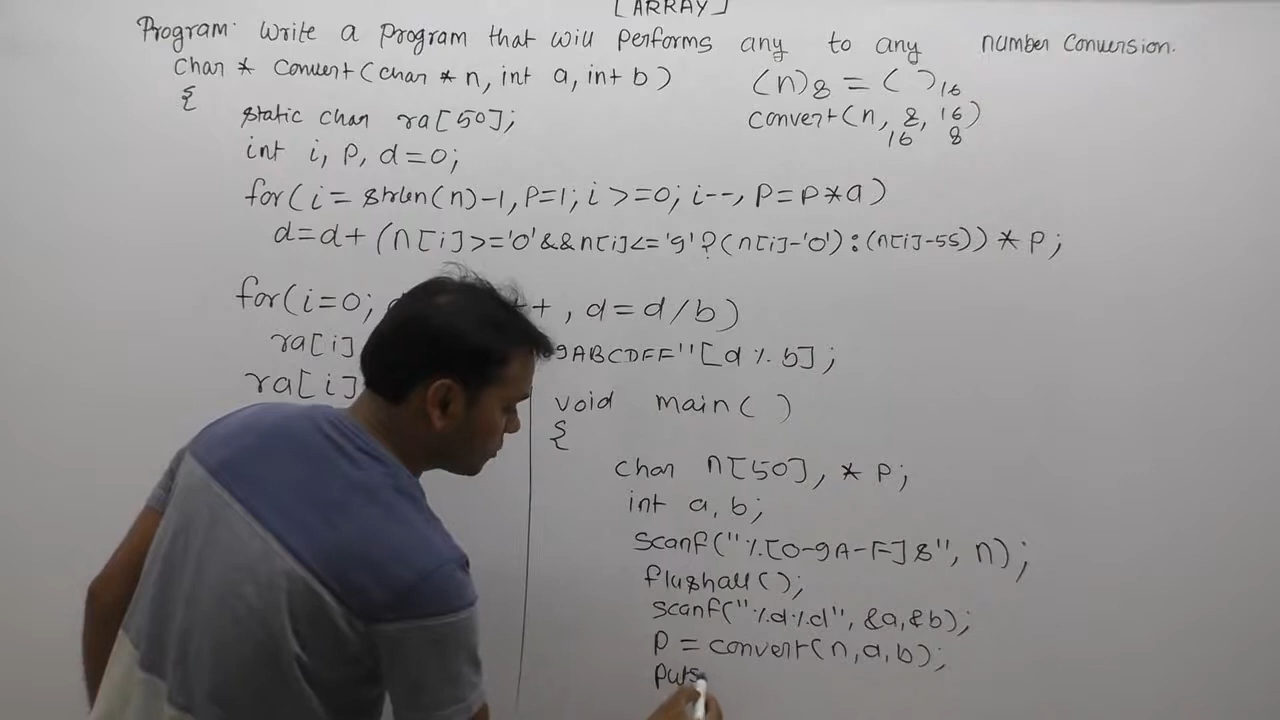 [ARRAY]
Program: Write a program that will performs any to any number conversion.
char * convert(char * n, int a, int b)
(n)8 = ( )16
{
convert(n, 8, 16)
16 8
static char ra[50];
int i, p, d=0;
for(i = strlen(n)-1, p=1; i >=0; i--, p=p*a)
d=d+(n[i]>='0'&&n[i]<='9'?(n[i]-'0'):(n[i]-55))*p;
for(i=0; + , d=d/b)
ra[i] 9ABCDEF"[d % b];
ra[i]
void main( )
{
char n[50], * p;
int a, b;
scanf("%[0-9A-F]s", n);
flushall();
scanf("%d%d", &a,&b);
p = convert(n,a,b);
puts